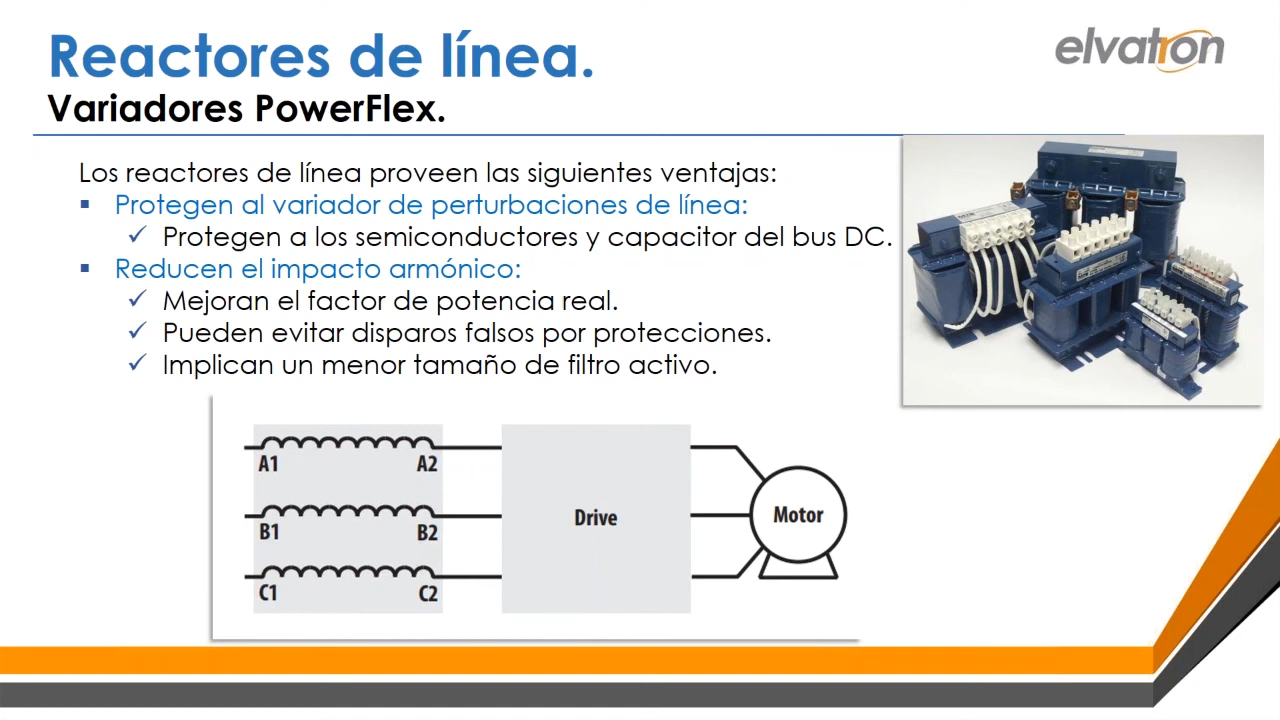 Reactores de línea.
elvatron
Variadores PowerFlex.
Los reactores de línea proveen las siguientes ventajas:
Protegen al variador de perturbaciones de línea:
Protegen a los semiconductores y capacitor del bus DC.
Reducen el impacto armónico:
Mejoran el factor de potencia real.
Pueden evitar disparos falsos por protecciones.
Implican un menor tamaño de filtro activo.
A1 A2
B1 B2
C1 C2
Drive
Motor